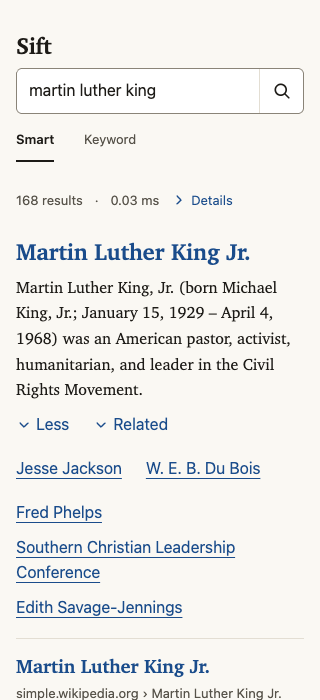 Sift
martin luther king
Smart Keyword
168 results · 0.03 ms Details
Martin Luther King Jr.
Martin Luther King, Jr. (born Michael
King, Jr.; January 15, 1929 – April 4,
1968) was an American pastor, activist,
humanitarian, and leader in the Civil
Rights Movement.
Less Related
Jesse Jackson W. E. B. Du Bois
Fred Phelps
Southern Christian Leadership
Conference
Edith Savage-Jennings
Martin Luther King Jr.
simple.wikipedia.org › Martin Luther King Jr.